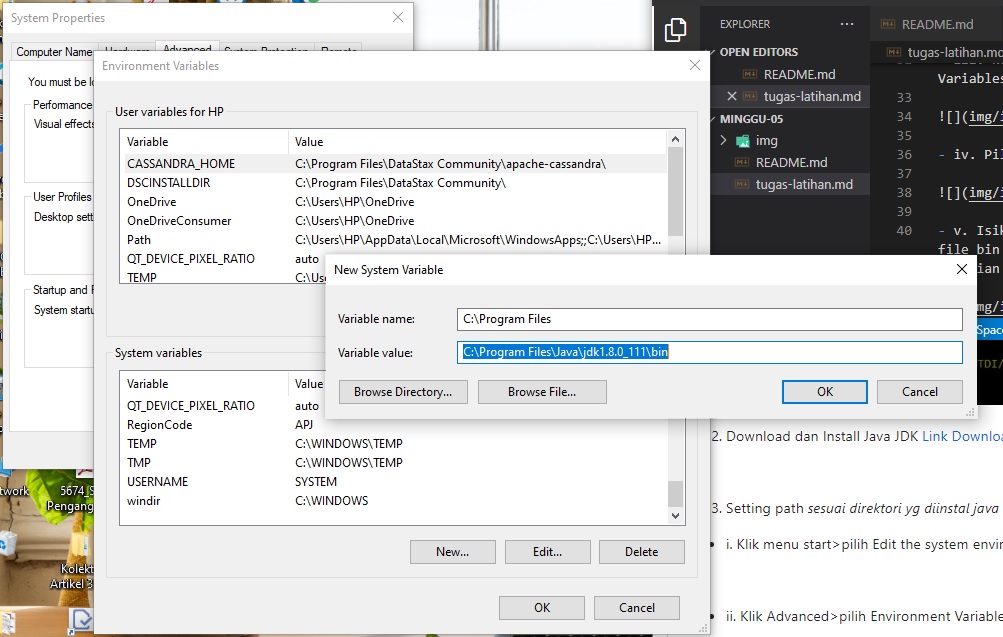 System Properties
Computer Name
Hardware
Advanced
System Protection
Remote
You must be lo
Performance
Visual effects
User Profiles
Desktop sett
Startup and R
System startu
Environment Variables
User variables for HP
Variable Value
CASSANDRA_HOME C:\Program Files\DataStax Community\apache-cassandra\
DSCINSTALLDIR C:\Program Files\DataStax Community\
OneDrive C:\Users\HP\OneDrive
OneDriveConsumer C:\Users\HP\OneDrive
Path C:\Users\HP\AppData\Local\Microsoft\WindowsApps;;C:\Users\HP...
QT_DEVICE_PIXEL_RATIO auto
TEMP C:\Use
System variables
Variable Value
QT_DEVICE_PIXEL_RATIO auto
RegionCode APJ
TEMP C:\WINDOWS\TEMP
TMP C:\WINDOWS\TEMP
USERNAME SYSTEM
windir C:\WINDOWS
New... Edit... Delete
OK Cancel
New System Variable
Variable name: C:\Program Files
Variable value: C:\Program Files\Java\jdk1.8.0_111\bin
Browse Directory... Browse File... OK Cancel
EXPLORER ...
OPEN EDITORS
README.md
tugas-latihan.md
MINGGU-05
img
README.md
tugas-latihan.md
README.md
tugas-latihan.md
Variables
33
34 ![](img/i
35
36 - iv. Pil
37
38 ![](img/i
39
40 - v. Isik
file bin
ian
mg/i
Spac
TDI/
2. Download dan Install Java JDK Link Downloa
3. Setting path sesuai direktori yg diinstal java
i. Klik menu start>pilih Edit the system envir
ii. Klik Advanced>pilih Environment Variable
twork
5674_S
Pengang
Kolekt
Artikel 3